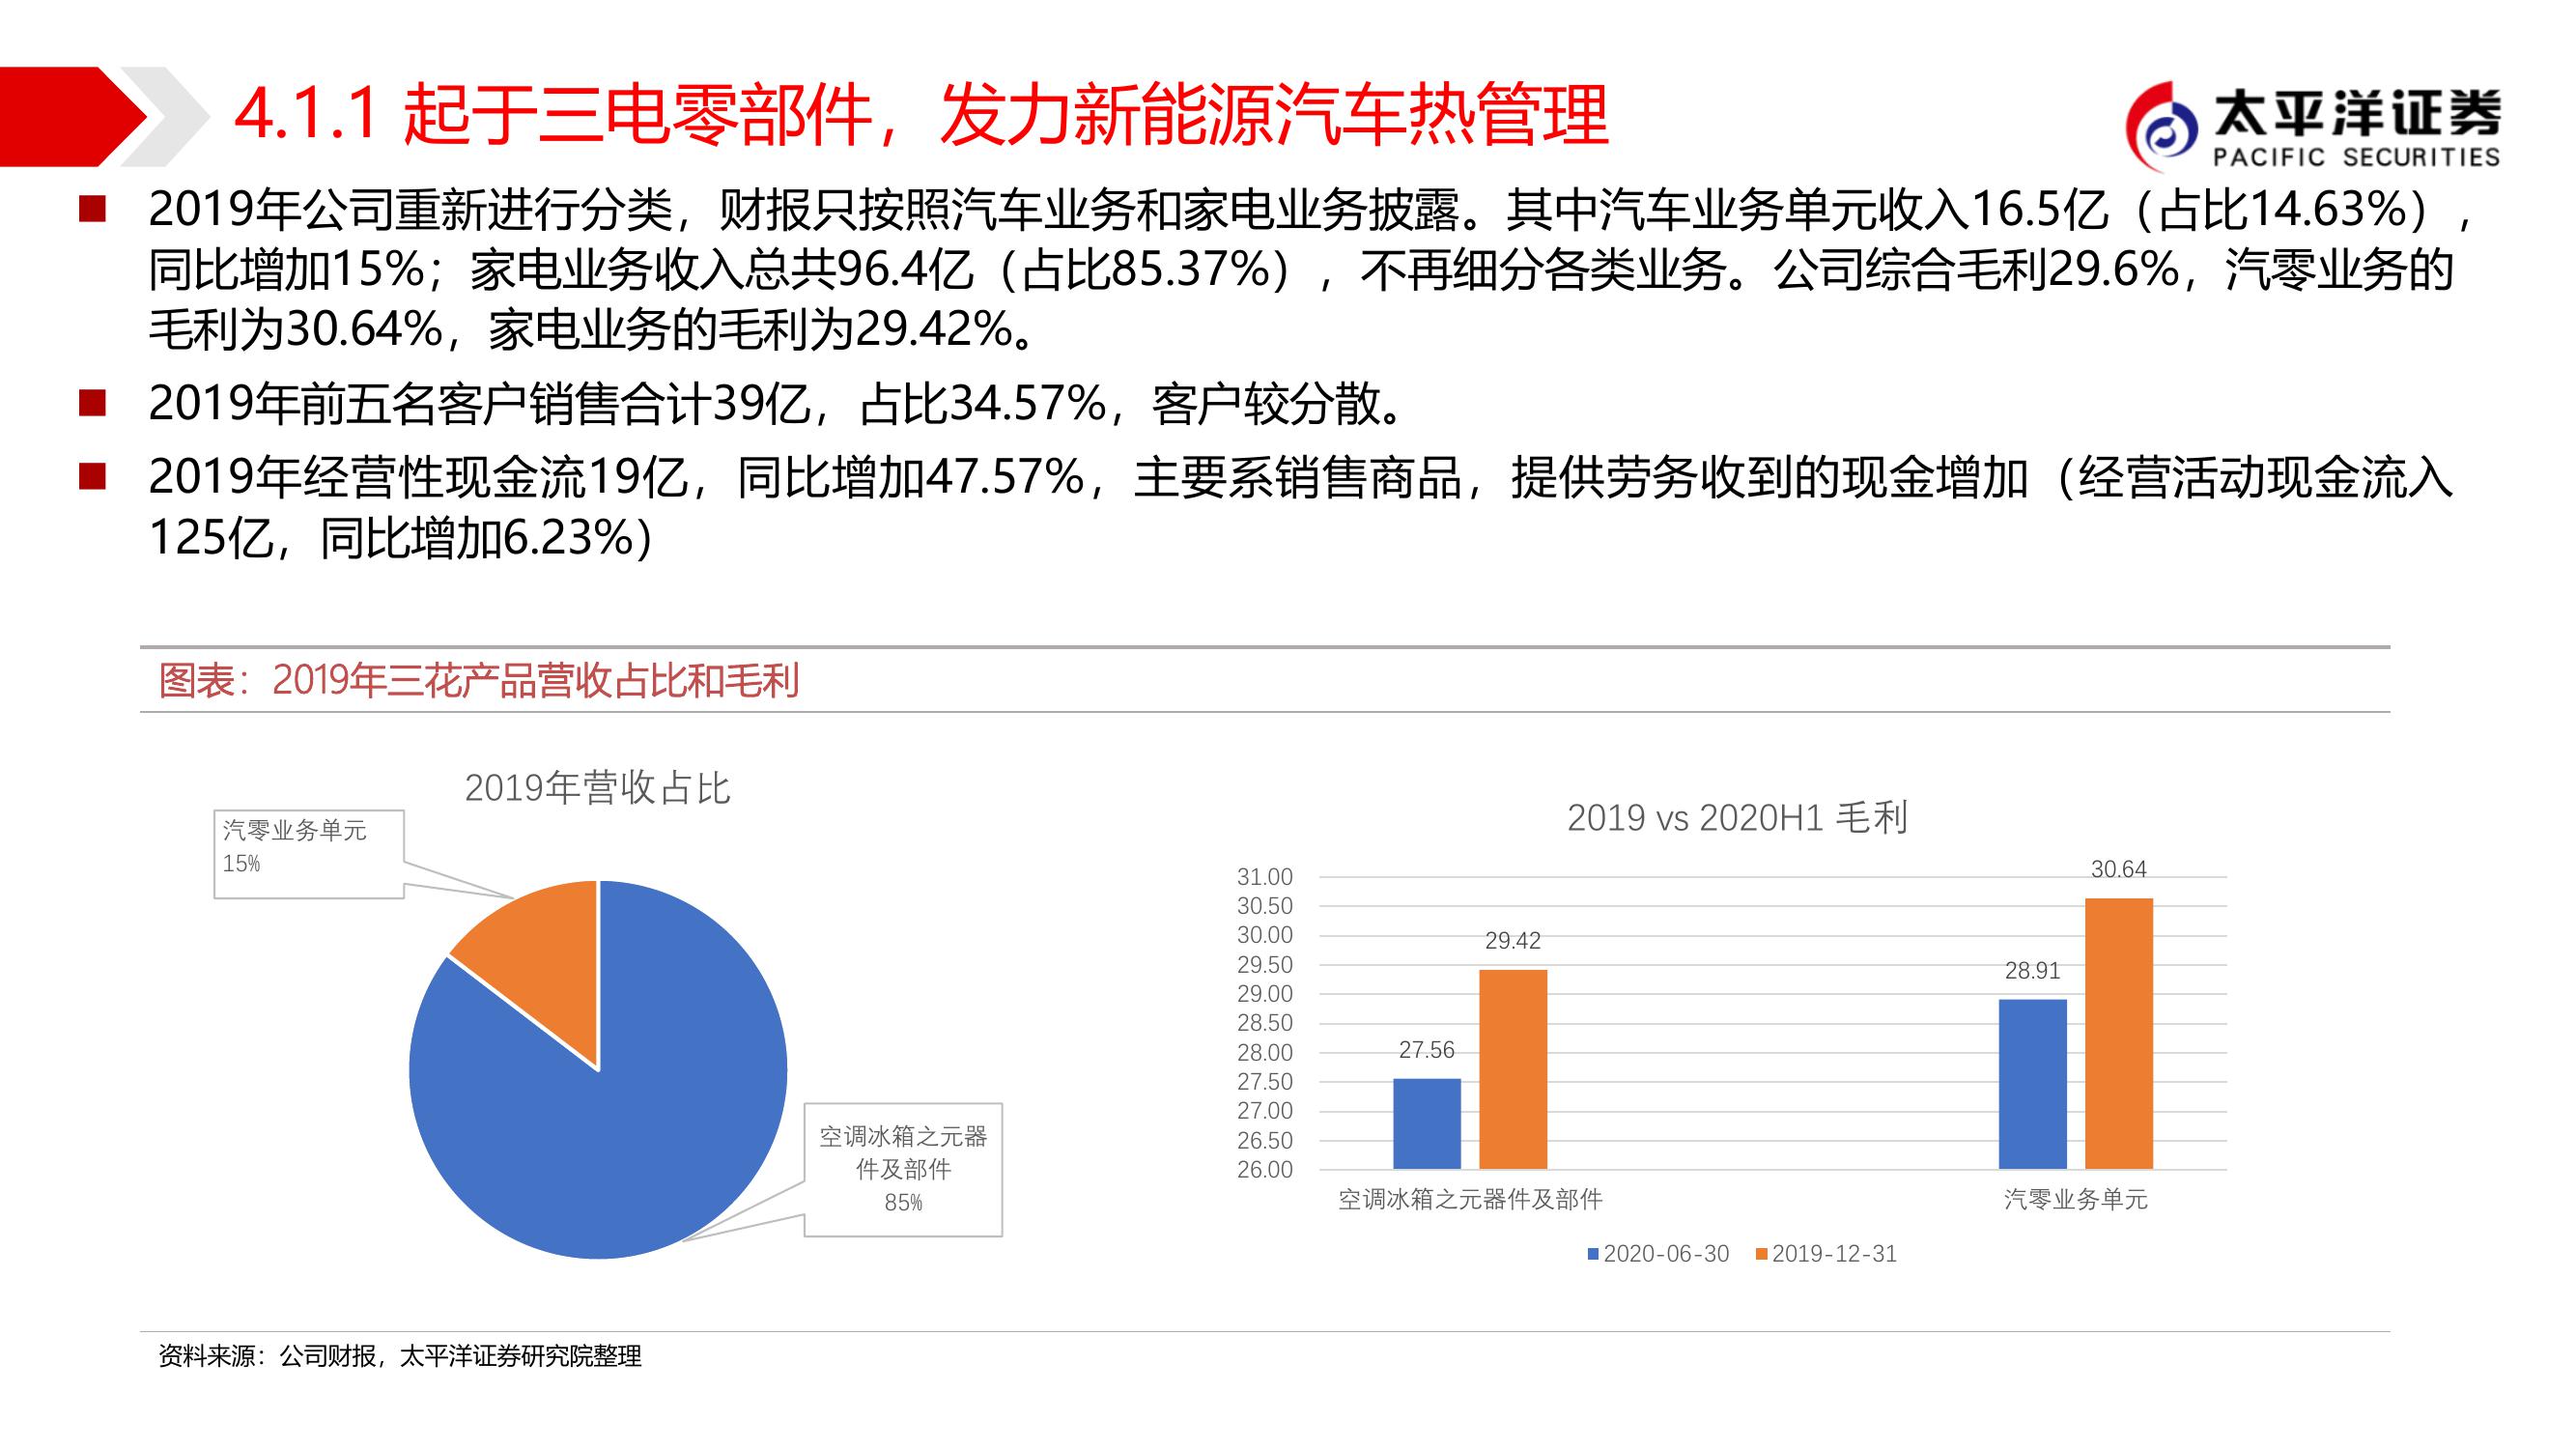 4.1.1 起于三电零部件，发力新能源汽车热管理
太平洋证券
PACIFIC SECURITIES
■ 2019年公司重新进行分类，财报只按照汽车业务和家电业务披露。其中汽车业务单元收入16.5亿（占比14.63%），
同比增加15%；家电业务收入总共96.4亿（占比85.37%），不再细分各类业务。公司综合毛利29.6%，汽零业务的
毛利为30.64%，家电业务的毛利为29.42%。
■ 2019年前五名客户销售合计39亿，占比34.57%，客户较分散。
■ 2019年经营性现金流19亿，同比增加47.57%，主要系销售商品，提供劳务收到的现金增加（经营活动现金流入
125亿，同比增加6.23%）
图表：2019年三花产品营收占比和毛利
2019年营收占比
汽零业务单元
15%
空调冰箱之元器
件及部件
85%
2019 vs 2020H1 毛利
31.00
30.50
30.00
29.50
29.00
28.50
28.00
27.50
27.00
26.50
26.00
27.56
29.42
28.91
30.64
空调冰箱之元器件及部件
汽零业务单元
2020-06-30
2019-12-31
资料来源：公司财报，太平洋证券研究院整理